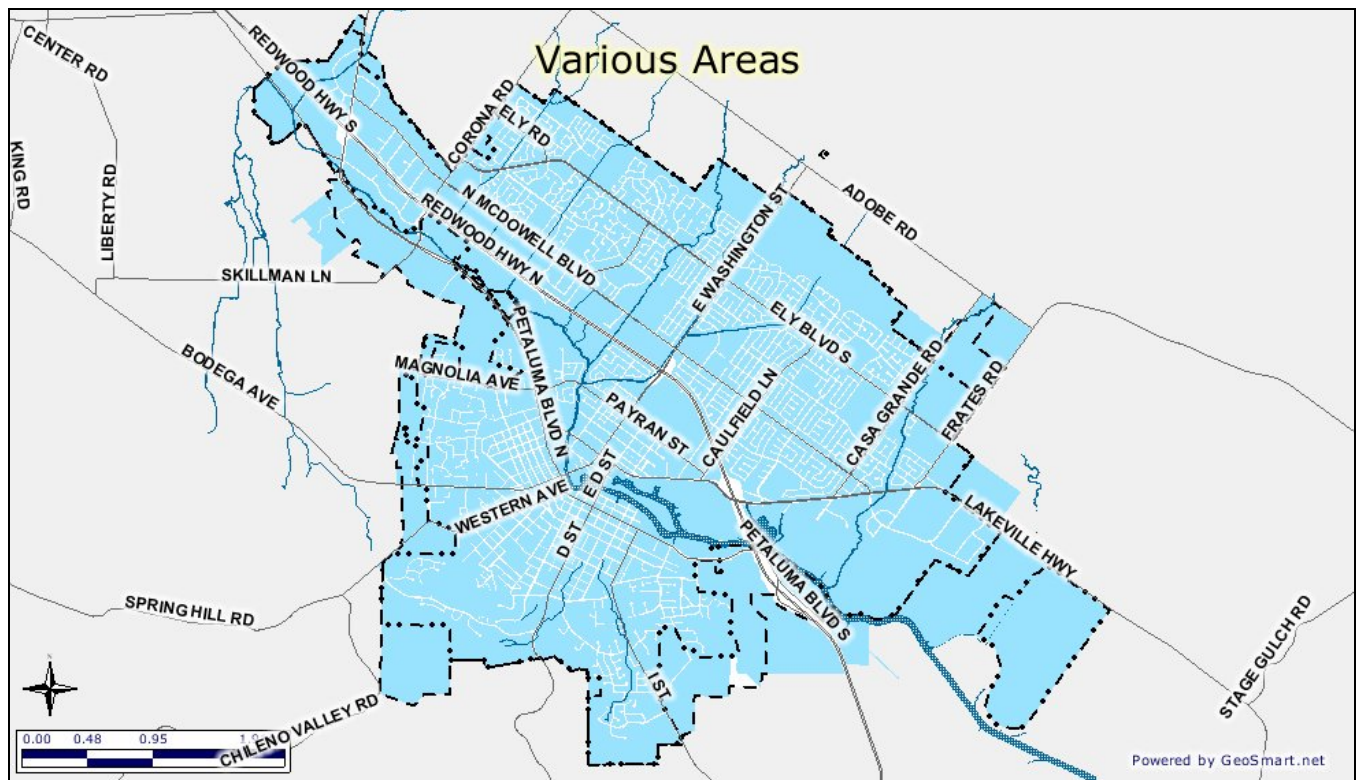 Various Areas
CENTER RD
REDWOOD HWY S
CORONA RD
ELY RD
KING RD
LIBERTY RD
N MCDOWELL BLVD
REDWOOD HWY N
E WASHINGTON ST
ADOBE RD
SKILLMAN LN
PETALUMA BLVD N
ELY BLVD S
BODEGA AVE
MAGNOLIA AVE
PAYRAN ST
CAULFIELD LN
CASA GRANDE RD
FRATES RD
WESTERN AVE
E D ST
D ST
LAKEVILLE HWY
PETALUMA BLVD S
SPRING HILL RD
I ST
STAGE GULCH RD
CHILENO VALLEY RD
0.00 0.48 0.95
Powered by GeoSmart.net